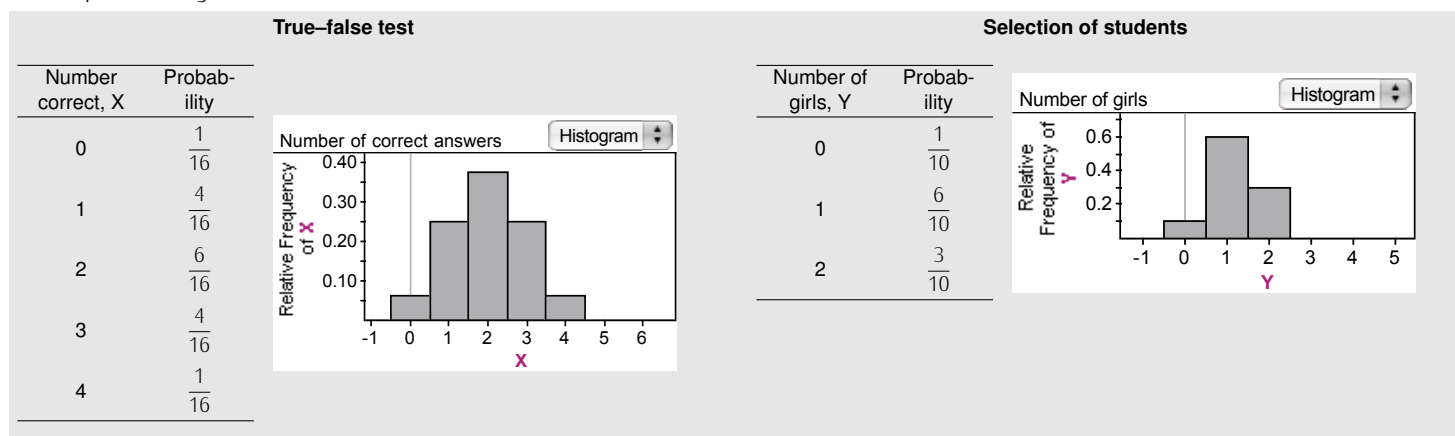 True–false test
Number correct, X
Probab-ility
0
1/16
1
4/16
2
6/16
3
4/16
4
1/16
Number of correct answers
Histogram
Relative Frequency of X
0.40
0.30
0.20
0.10
-1 0 1 2 3 4 5 6
X
Selection of students
Number of girls, Y
Probab-ility
0
1/10
1
6/10
2
3/10
Number of girls
Histogram
Relative Frequency of Y
0.6
0.4
0.2
-1 0 1 2 3 4 5
Y